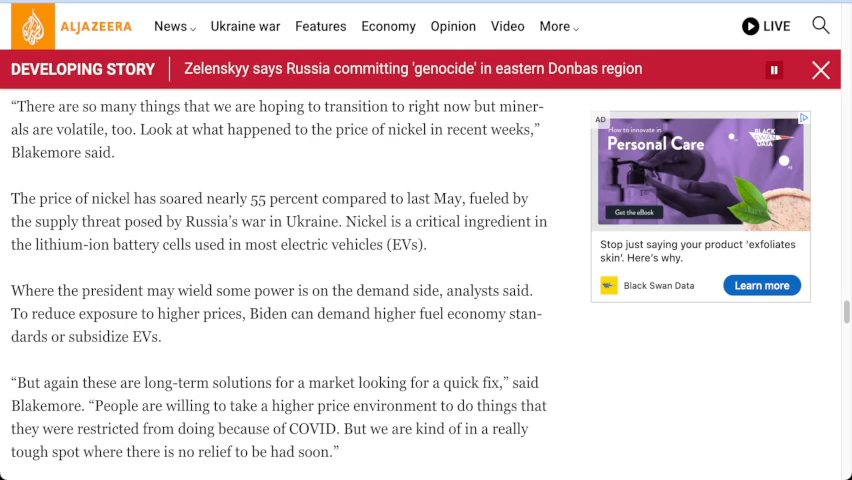 ALJAZEERA News Ukraine war Features Economy Opinion Video More LIVE
DEVELOPING STORY Zelenskyy says Russia committing 'genocide' in eastern Donbas region
“There are so many things that we are hoping to transition to right now but miner-
als are volatile, too. Look at what happened to the price of nickel in recent weeks,”
Blakemore said.
The price of nickel has soared nearly 55 percent compared to last May, fueled by
the supply threat posed by Russia’s war in Ukraine. Nickel is a critical ingredient in
the lithium-ion battery cells used in most electric vehicles (EVs).
Where the president may wield some power is on the demand side, analysts said.
To reduce exposure to higher prices, Biden can demand higher fuel economy stan-
dards or subsidize EVs.
“But again these are long-term solutions for a market looking for a quick fix,” said
Blakemore. “People are willing to take a higher price environment to do things that
they were restricted from doing because of COVID. But we are kind of in a really
tough spot where there is no relief to be had soon.”
AD
How to innovate in
Personal Care
BLACK
SWAN
DATA
Get the eBook
Stop just saying your product 'exfoliates
skin'. Here's why.
Black Swan Data
Learn more